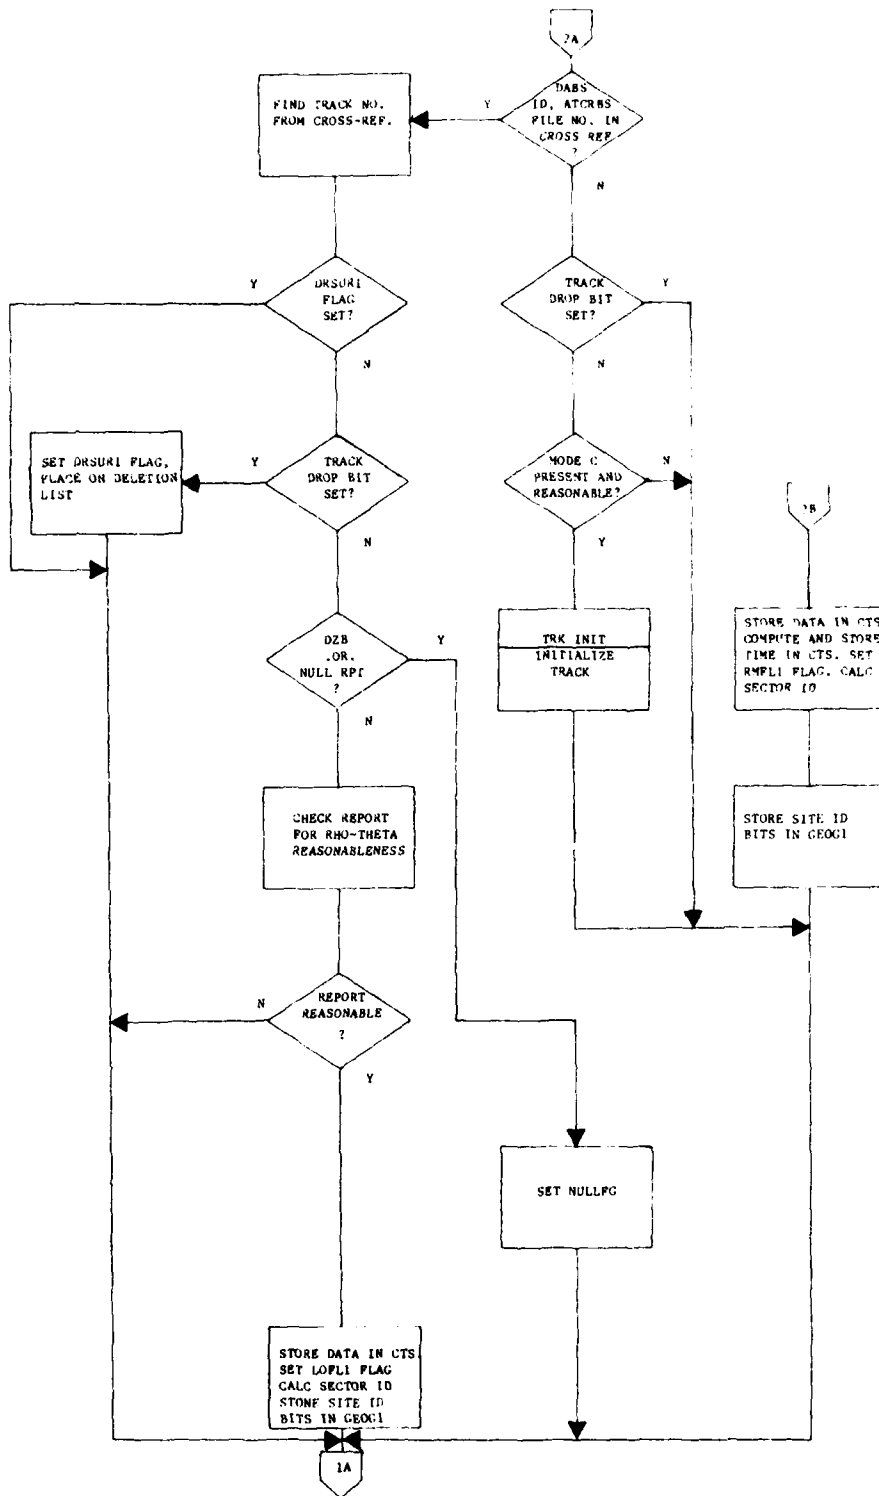 2A
DABS
ID, ATCRBS
FILE NO. IN
CROSS REF
?
Y
N
FIND TRACK NO.
FROM CROSS-REF.
DRSURI
FLAG
SET?
Y
N
TRACK
DROP BIT
SET?
Y
N
SET DRSURI FLAG,
PLACE ON DELETION
LIST
TRACK
DROP BIT
SET?
Y
N
MODE C
PRESENT AND
REASONABLE?
N
Y
2B
DZB
.OR.
NULL RPT
?
Y
N
TRK INIT
INITIALIZE
TRACK
STORE DATA IN CTS
COMPUTE AND STORE
TIME IN CTS. SET
RMFLI FLAG. CALC
SECTOR ID
CHECK REPORT
FOR RHO-THETA
REASONABLENESS
STORE SITE ID
BITS IN GEOG1
REPORT
REASONABLE
?
N
Y
SET NULLFG
STORE DATA IN CTS
SET LOFLI FLAG
CALC SECTOR ID
STONE SITE ID
BITS IN GEOG1
1A